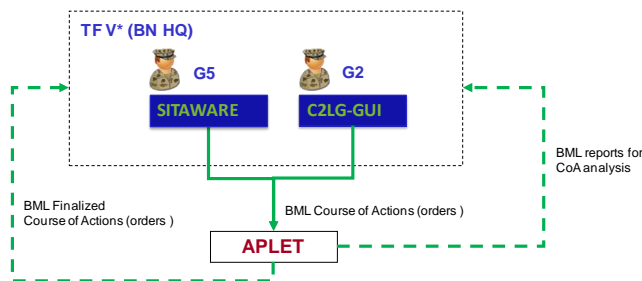 TF V* (BN HQ)
G5
G2
SITAWARE
C2LG-GUI
BML reports for
CoA analysis
BML Finalized
Course of Actions (orders )
BML Course of Actions (orders )
APLET